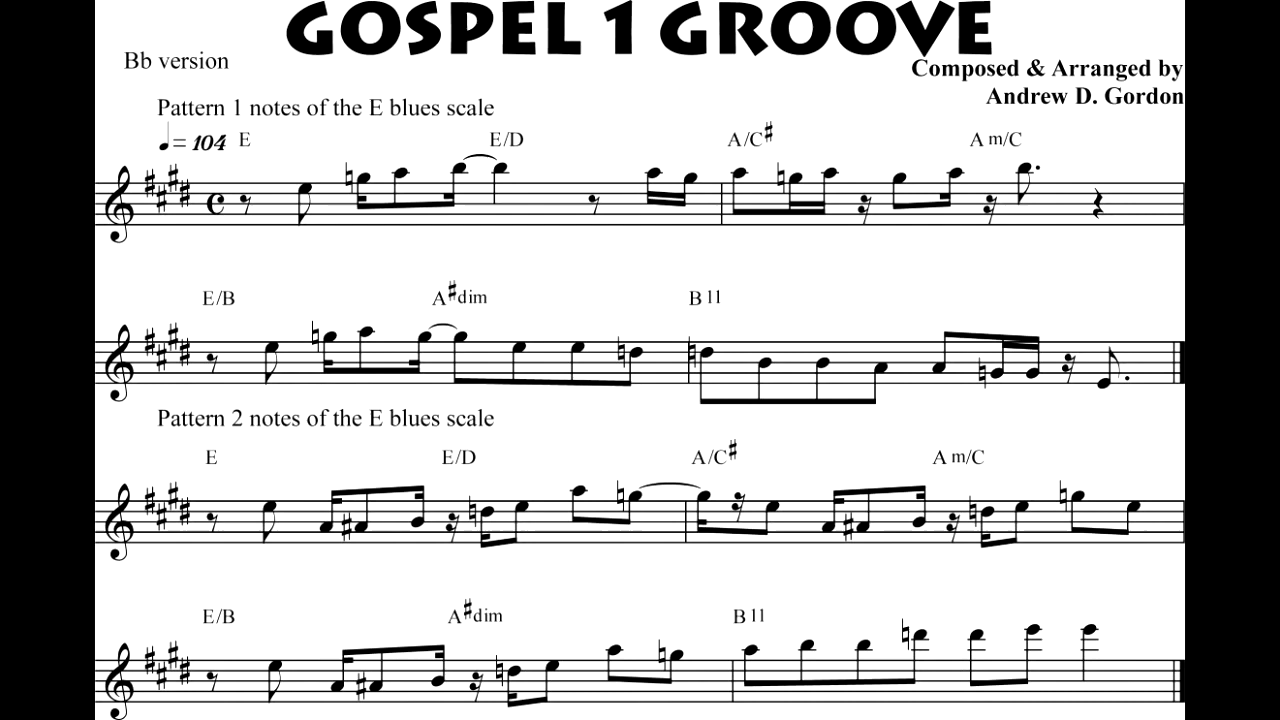 GOSPEL 1 GROOVE
Bb version
Composed & Arranged by
Andrew D. Gordon
Pattern 1 notes of the E blues scale
♩= 104 E E/D A/C♯ A m/C
E/B A♯dim B 11
Pattern 2 notes of the E blues scale
E E/D A/C♯ A m/C
E/B A♯dim B 11